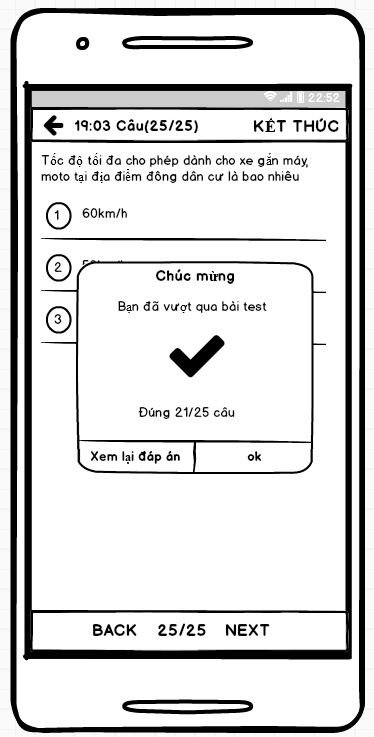 22:52
19:03 Câu(25/25) KẾT THÚC
Tốc độ tối đa cho phép dành cho xe gắn máy,
moto tại địa điểm đông dân cư là bao nhiêu
1 60km/h
2
3
Chúc mừng
Bạn đã vượt qua bài test
Đúng 21/25 câu
Xem lại đáp án ok
BACK 25/25 NEXT